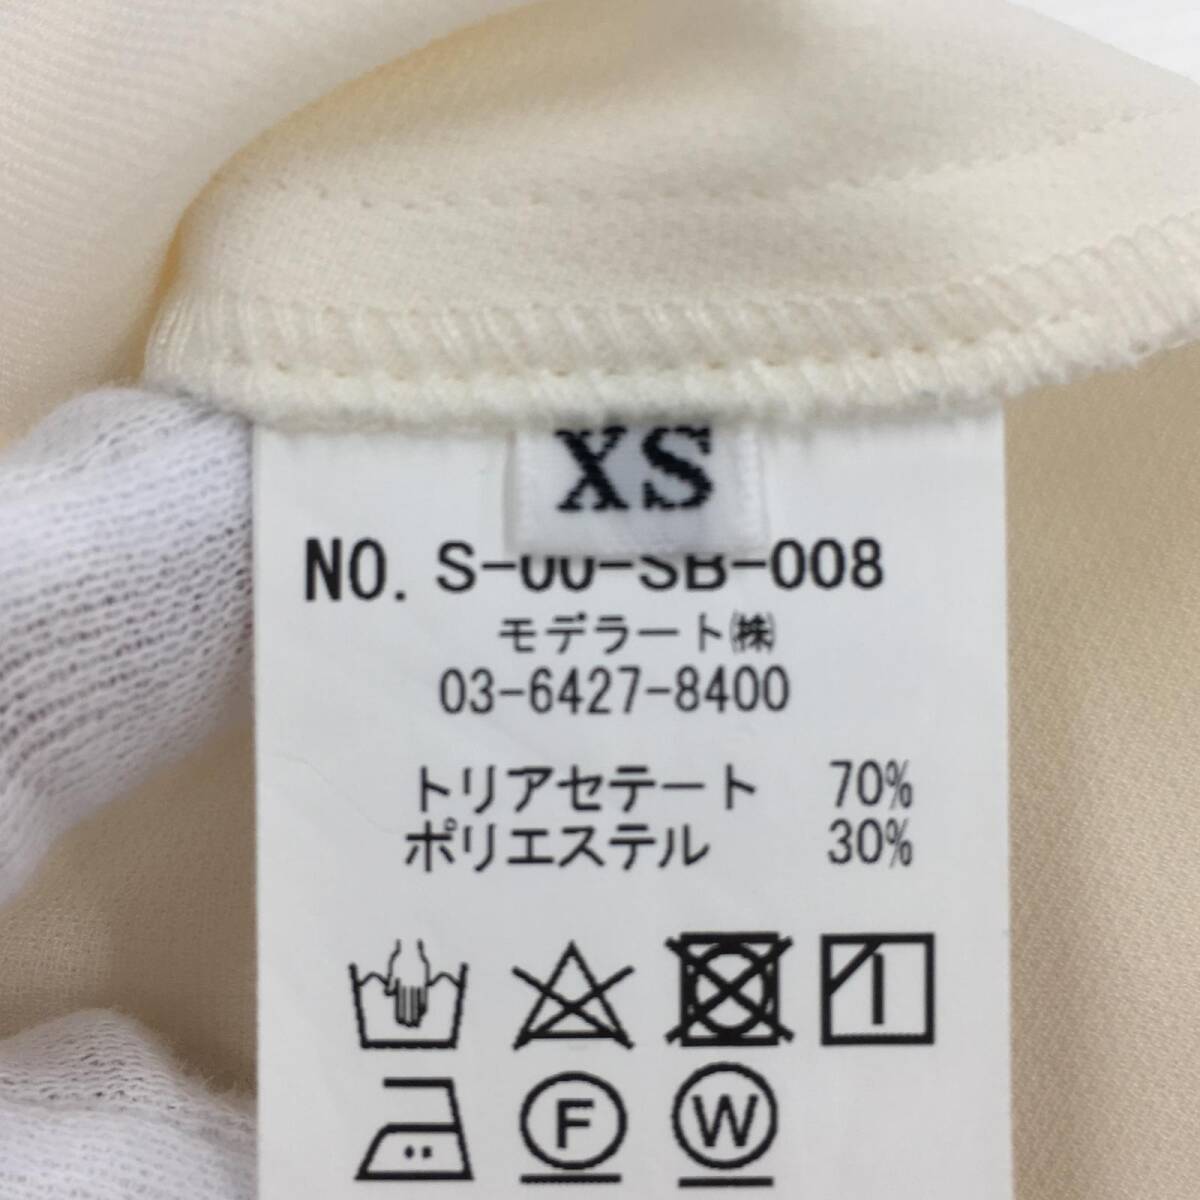 XS
NO. S-00-SB-008
モデラート㈱
03-6427-8400
トリアセテート 70%
ポリエステル 30%
F W